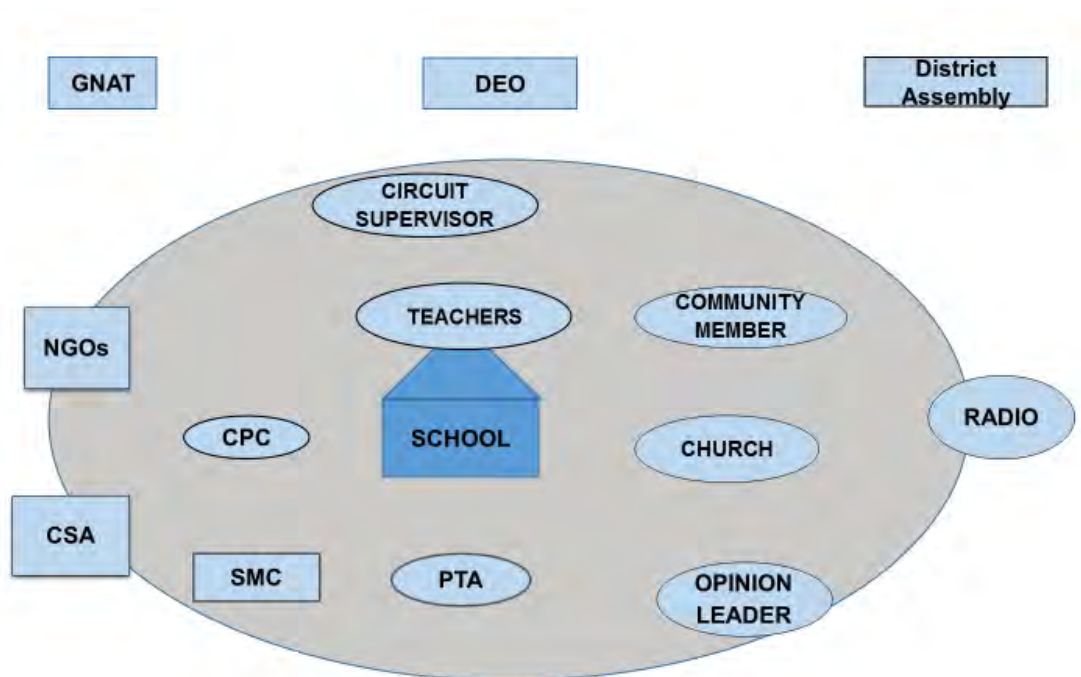 GNAT
DEO
District
Assembly
CIRCUIT
SUPERVISOR
TEACHERS
COMMUNITY
MEMBER
NGOs
RADIO
CPC
SCHOOL
CHURCH
CSA
SMC
PTA
OPINION
LEADER